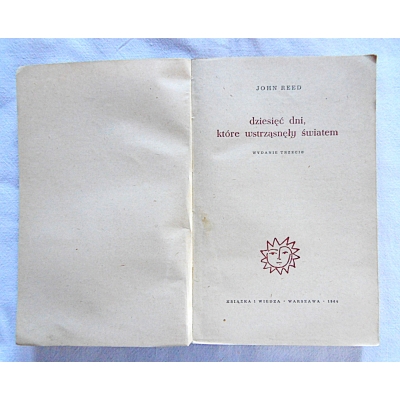 JOHN REED
dziesięć dni,
które wstrząsnęły światem
WYDANIE TRZECIE
KSIĄŻKA I WIEDZA · WARSZAWA ·